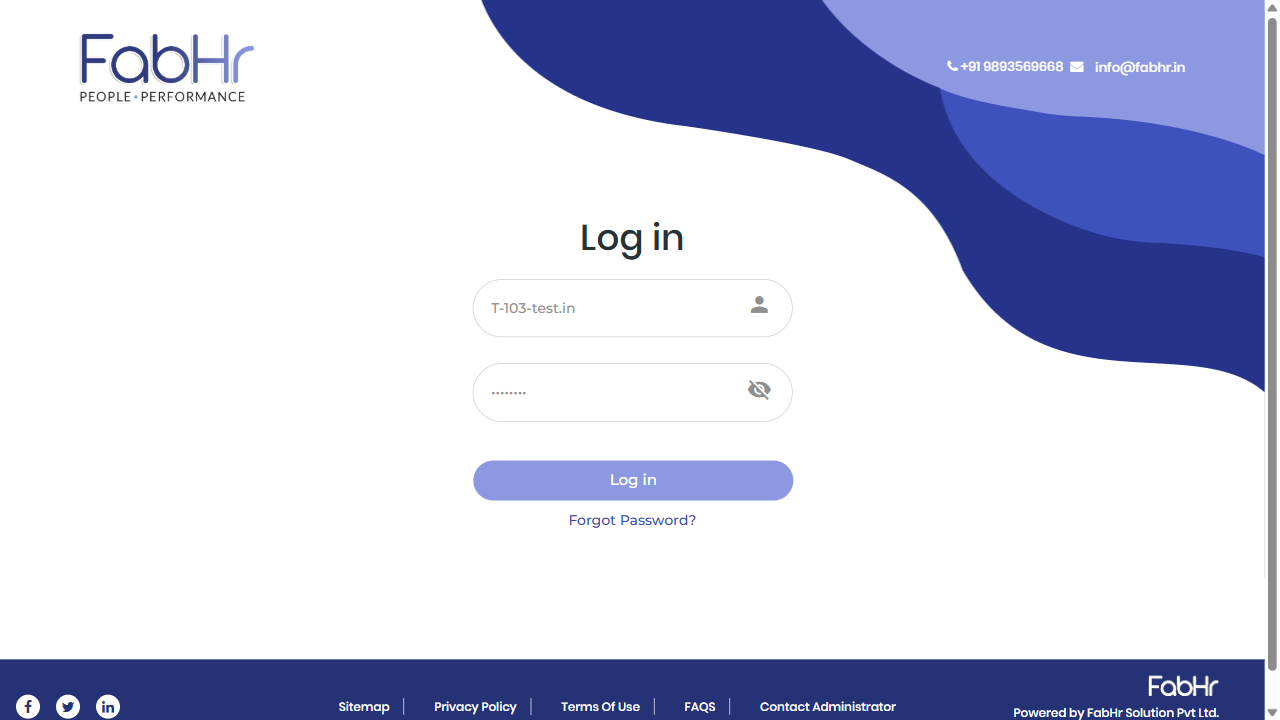 FabHr
PEOPLE • PERFORMANCE
+91 9893569668 info@fabhr.in
Log in
T-103-test.in
••••••••
Log in
Forgot Password?
Sitemap
Privacy Policy
Terms Of Use
FAQS
Contact Administrator
FabHr
Powered by FabHr Solution Pvt Ltd.